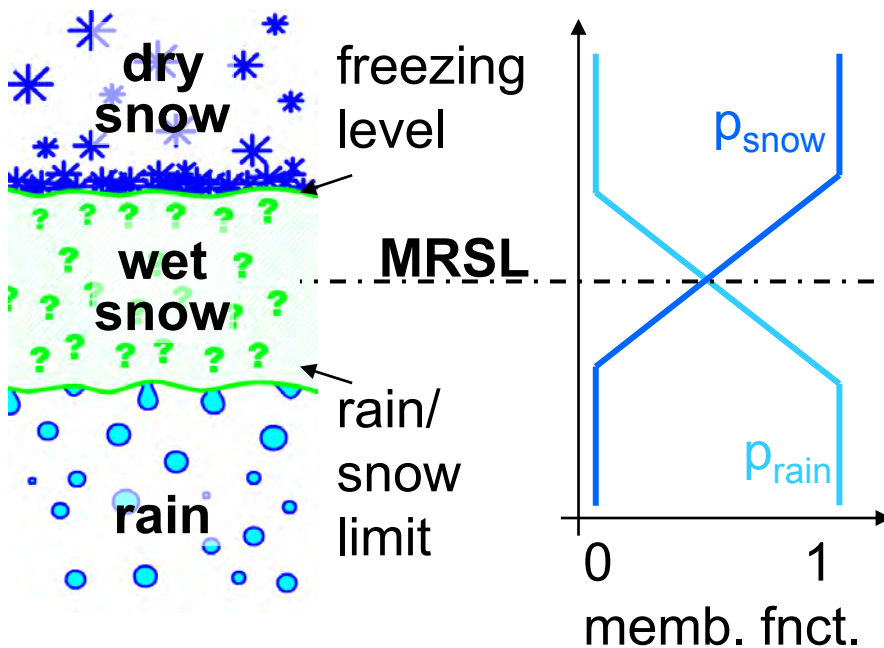 dry
snow
freezing
level
? ? ? ? ?
wet
snow
MRSL
rain/
snow
limit
rain
p_snow
p_rain
0 1
memb. fnct.